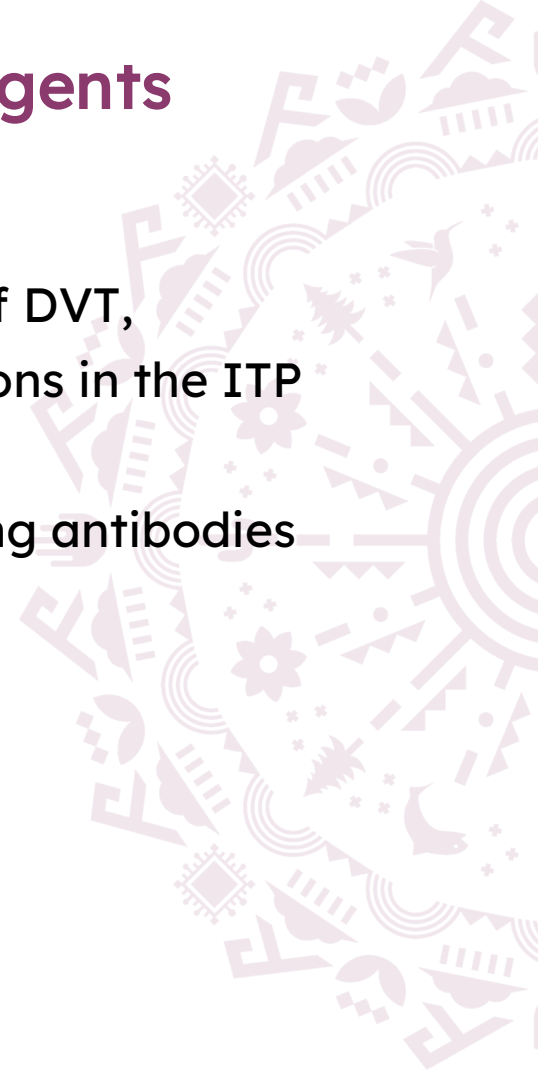 gents
f DVT,
ons in the ITP
ng antibodies